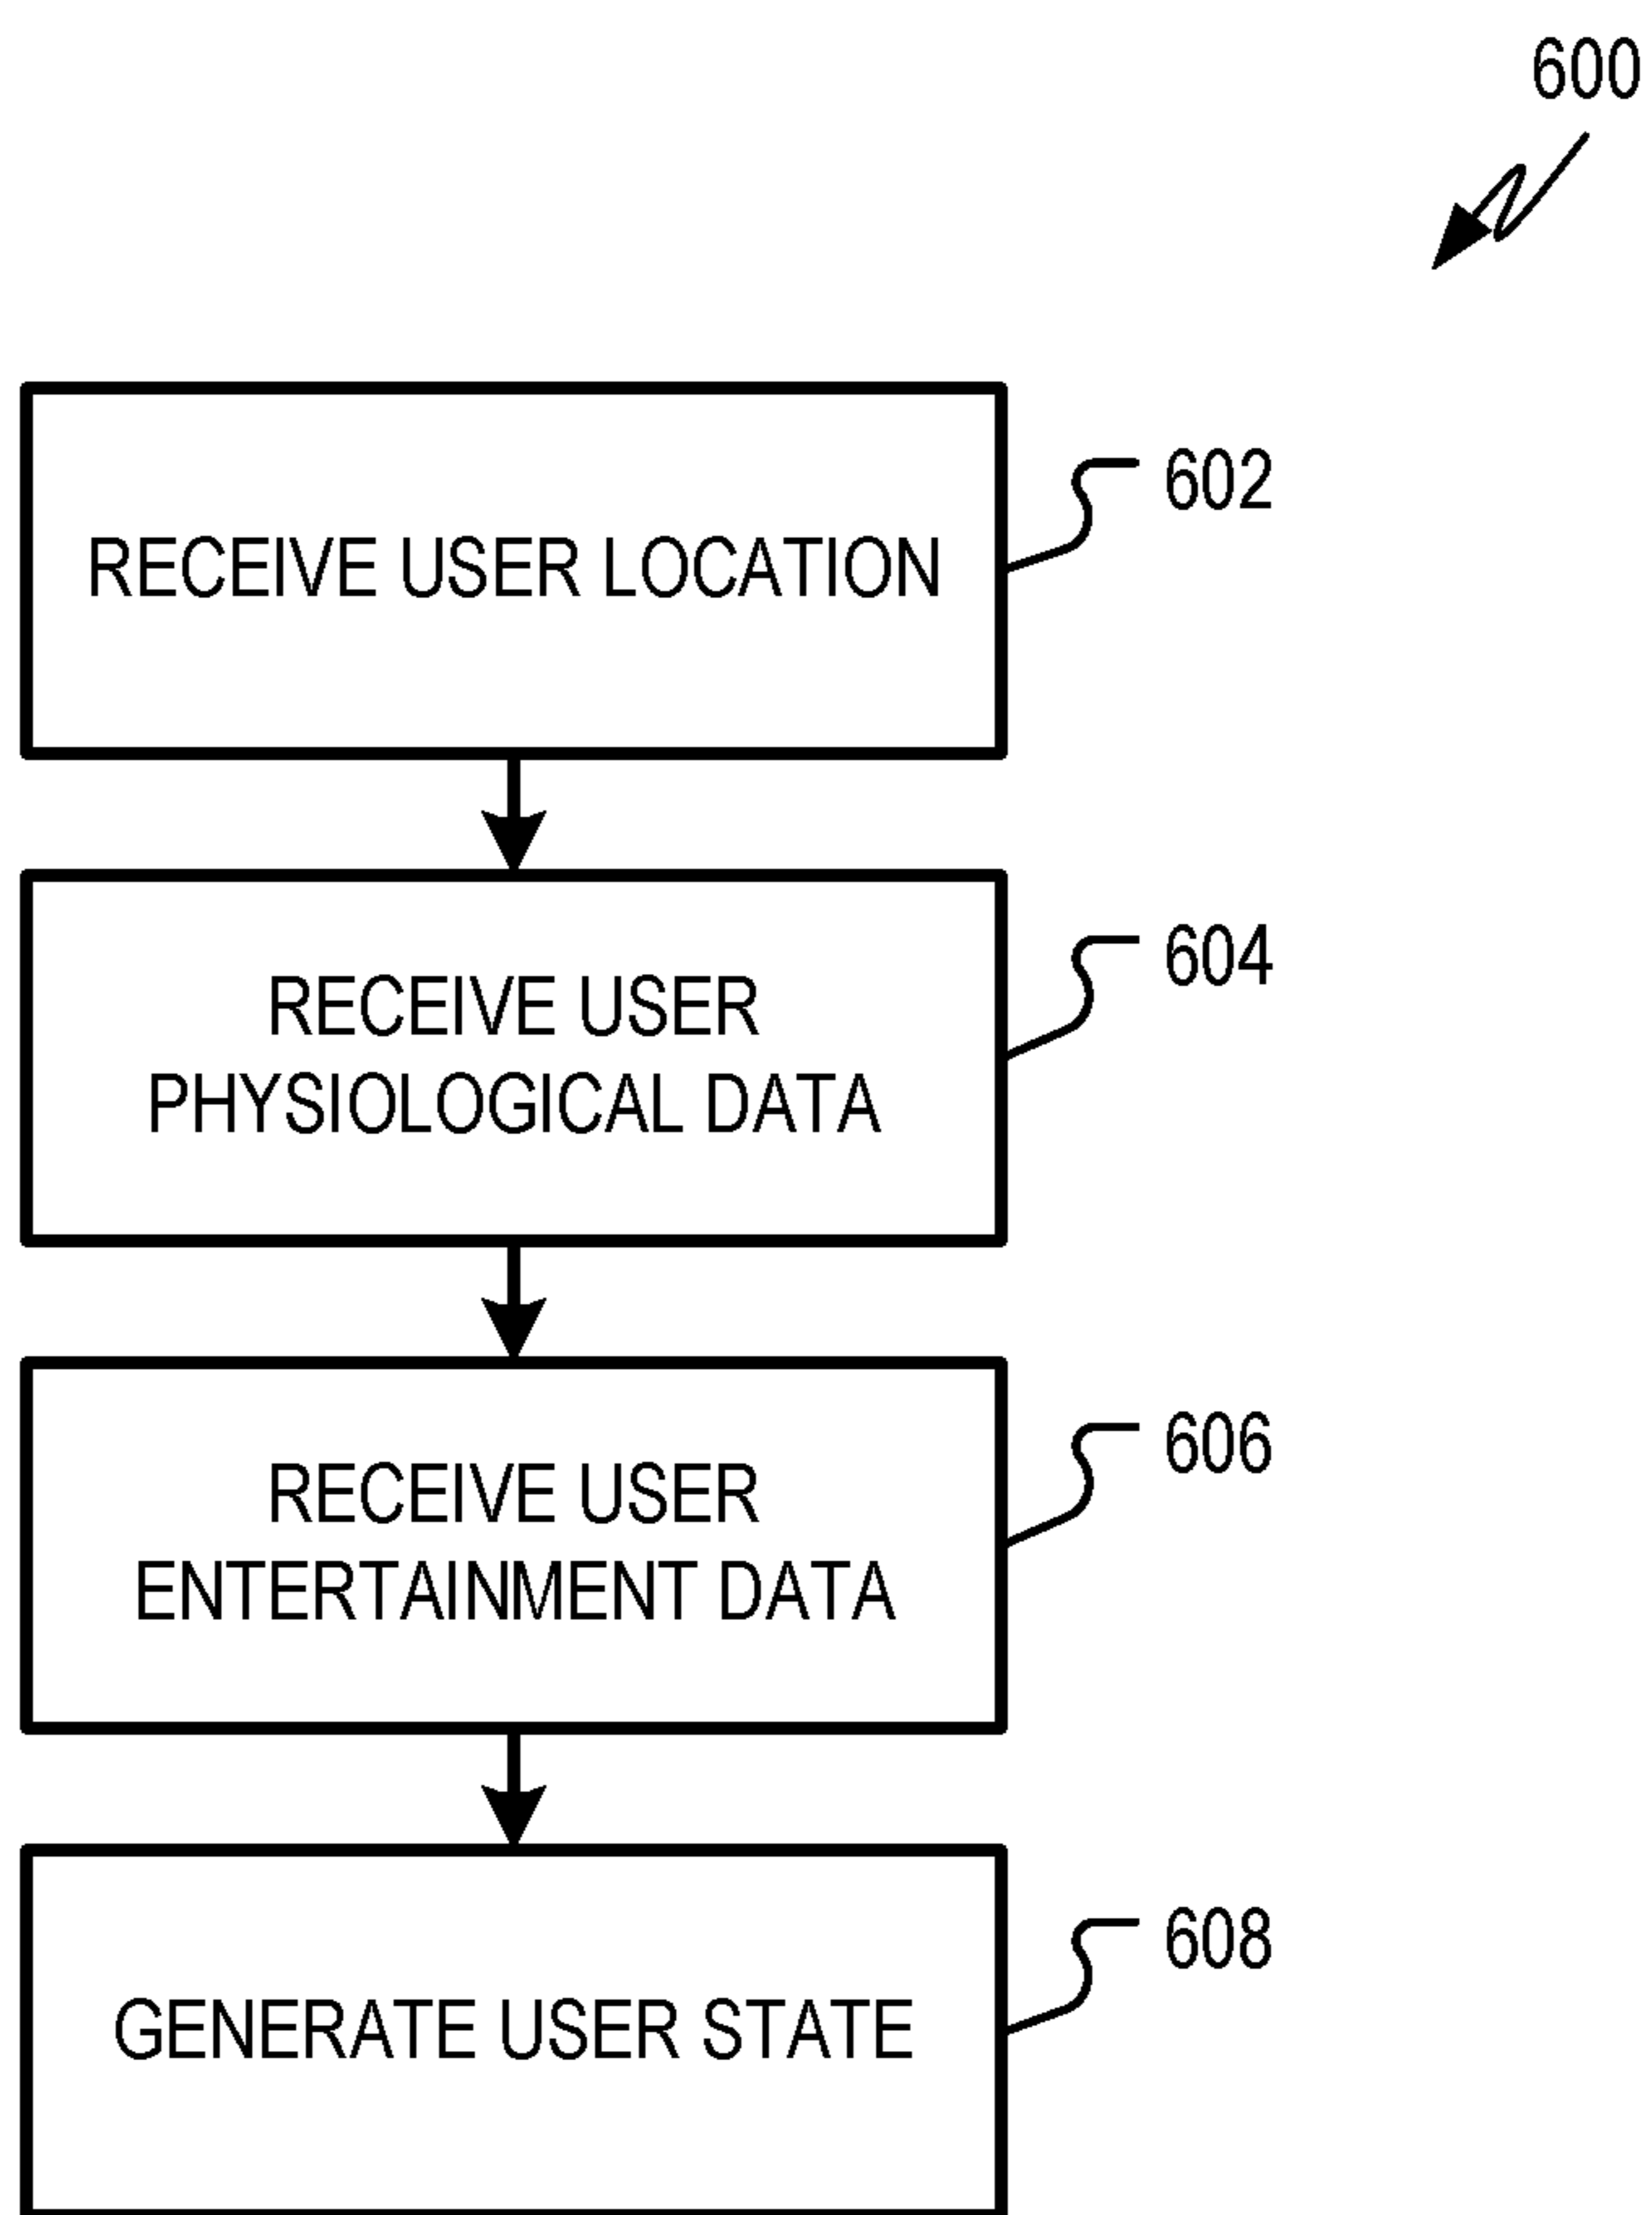 600
RECEIVE USER LOCATION
602
RECEIVE USER
PHYSIOLOGICAL DATA
604
RECEIVE USER
ENTERTAINMENT DATA
606
GENERATE USER STATE
608